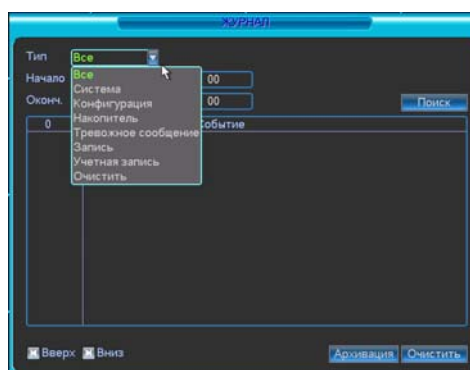 ЖУРНАЛ
Тип Все
Начало 00
Оконч. 00 Поиск
0 Событие
Все
Система
Конфигурация
Накопитель
Тревожное сообщение
Запись
Учетная запись
Очистить
Вверх Вниз Архивация Очистить